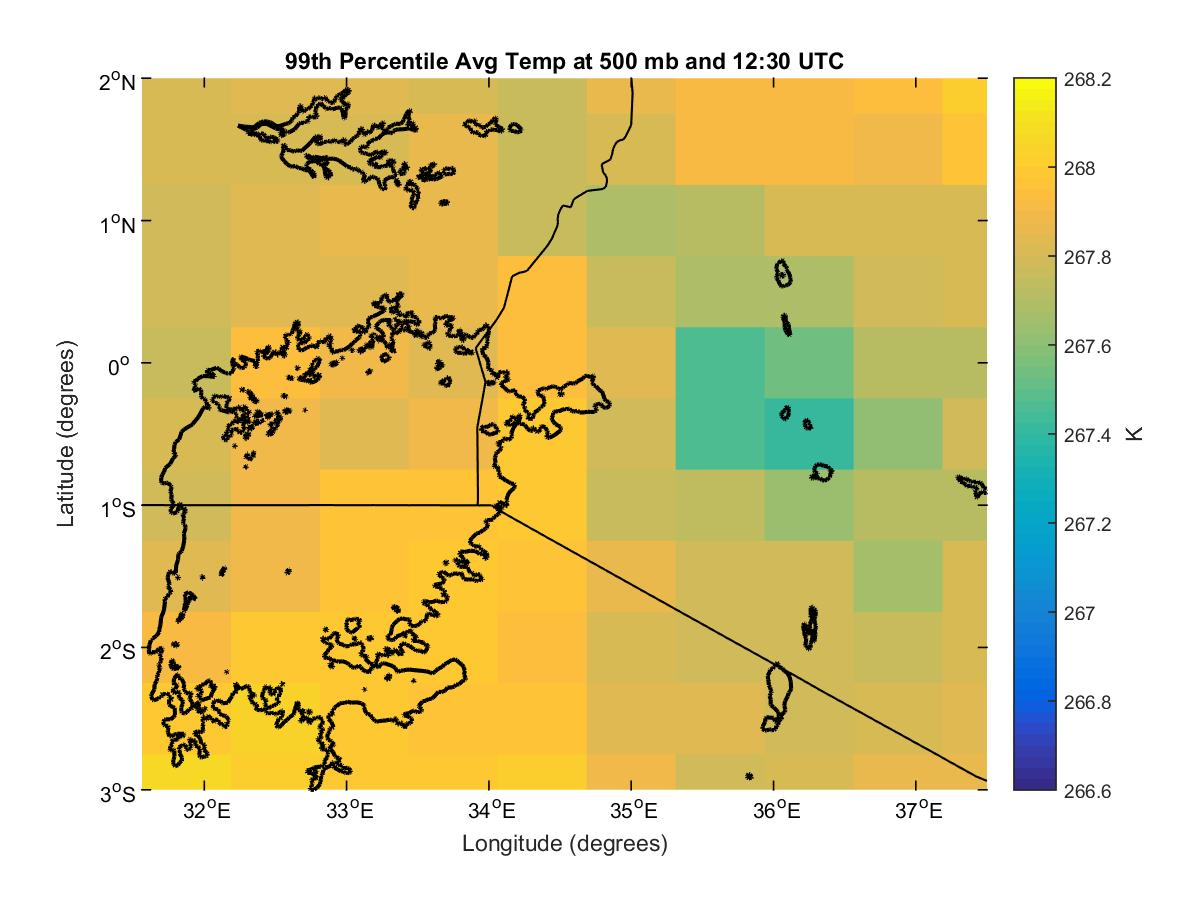 99th Percentile Avg Temp at 500 mb and 12:30 UTC
2°N
1°N
0°
1°S
2°S
3°S
Latitude (degrees)
32°E 33°E 34°E 35°E 36°E 37°E
Longitude (degrees)
268.2
268
267.8
267.6
267.4
267.2
267
266.8
266.6
K